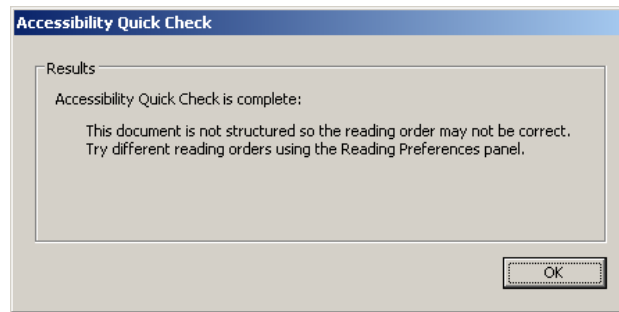 Accessibility Quick Check
Results
Accessibility Quick Check is complete:
This document is not structured so the reading order may not be correct.
Try different reading orders using the Reading Preferences panel.
OK